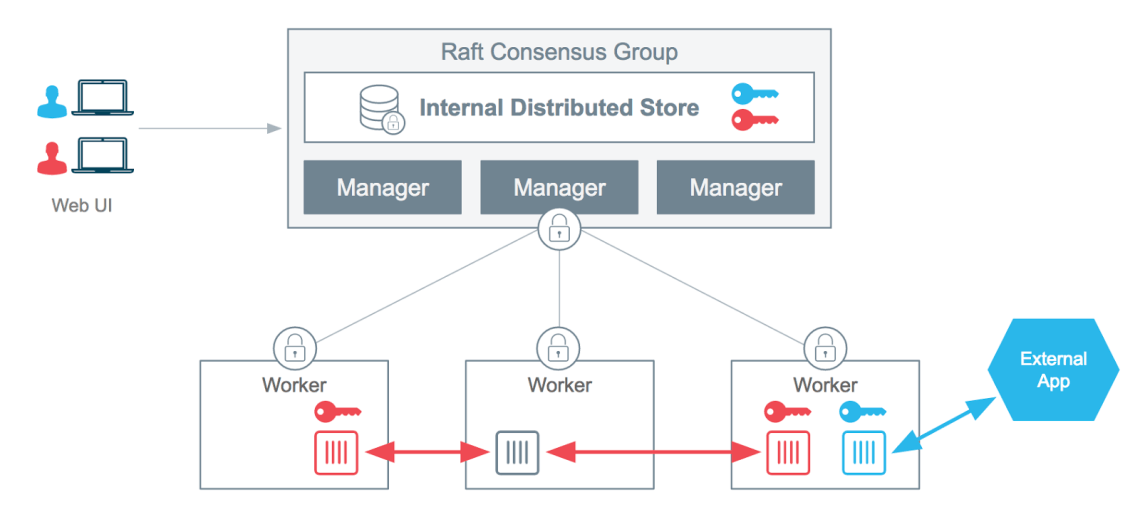 Raft Consensus Group
Internal Distributed Store
Manager
Manager
Manager
Web UI
Worker
Worker
Worker
External
App